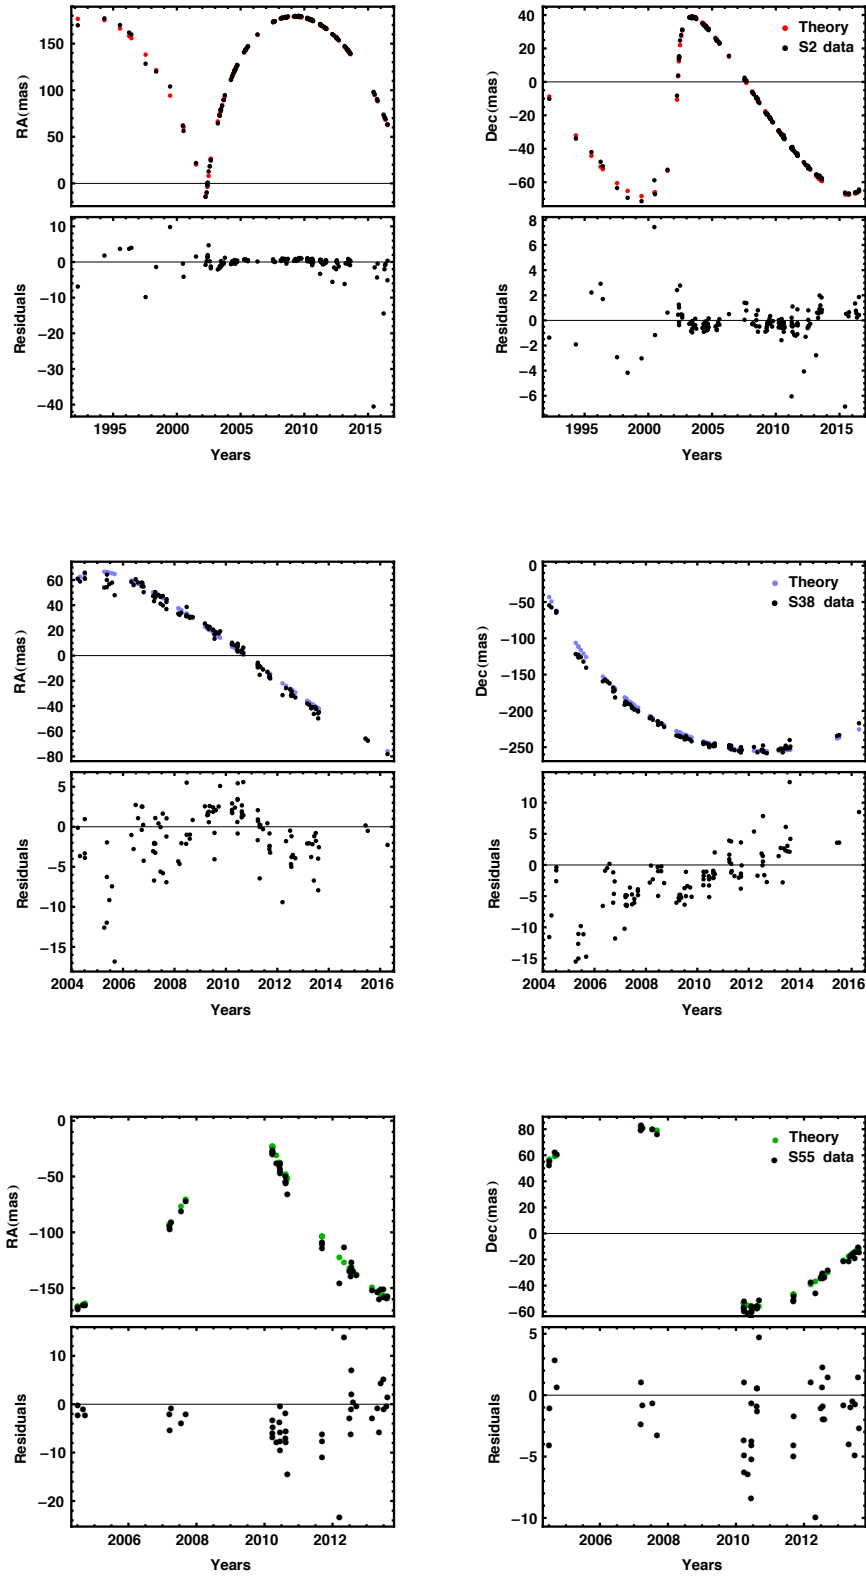 RA(mas)
150
100
50
0
Residuals
10
0
−10
−20
−30
−40
1995 2000 2005 2010 2015
Years
Dec(mas)
40
20
0
−20
−40
−60
Theory
S2 data
Residuals
8
6
4
2
0
−2
−4
−6
1995 2000 2005 2010 2015
Years
RA(mas)
60
40
20
0
−20
−40
−60
−80
Residuals
5
0
−5
−10
−15
2004 2006 2008 2010 2012 2014 2016
Years
Dec(mas)
0
−50
−100
−150
−200
−250
Theory
S38 data
Residuals
10
5
0
−5
−10
−15
2004 2006 2008 2010 2012 2014 2016
Years
RA(mas)
0
−50
−100
−150
Residuals
10
0
−10
−20
2006 2008 2010 2012
Years
Dec(mas)
80
60
40
20
0
−20
−40
−60
Theory
S55 data
Residuals
5
0
−5
−10
2006 2008 2010 2012
Years